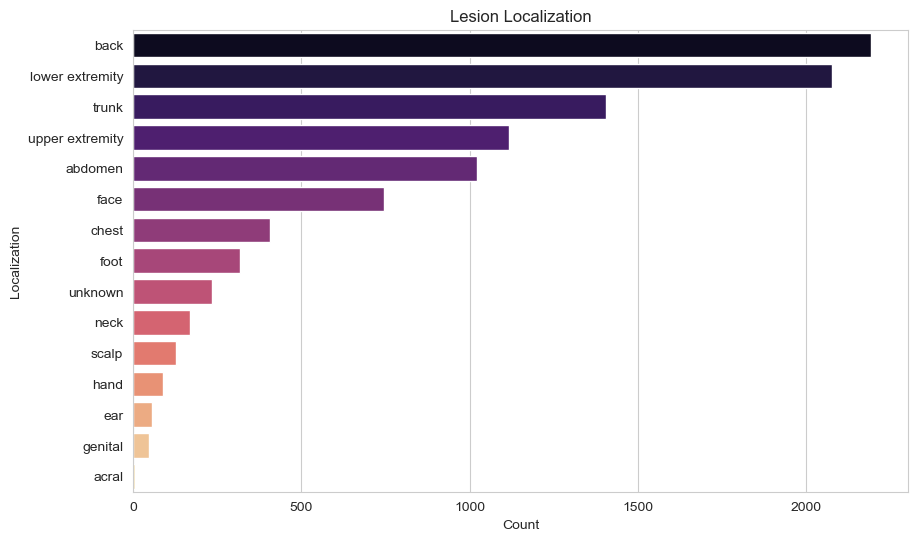 Lesion Localization
back
lower extremity
trunk
upper extremity
abdomen
face
chest
foot
unknown
neck
scalp
hand
ear
genital
acral
Localization
0 500 1000 1500 2000
Count